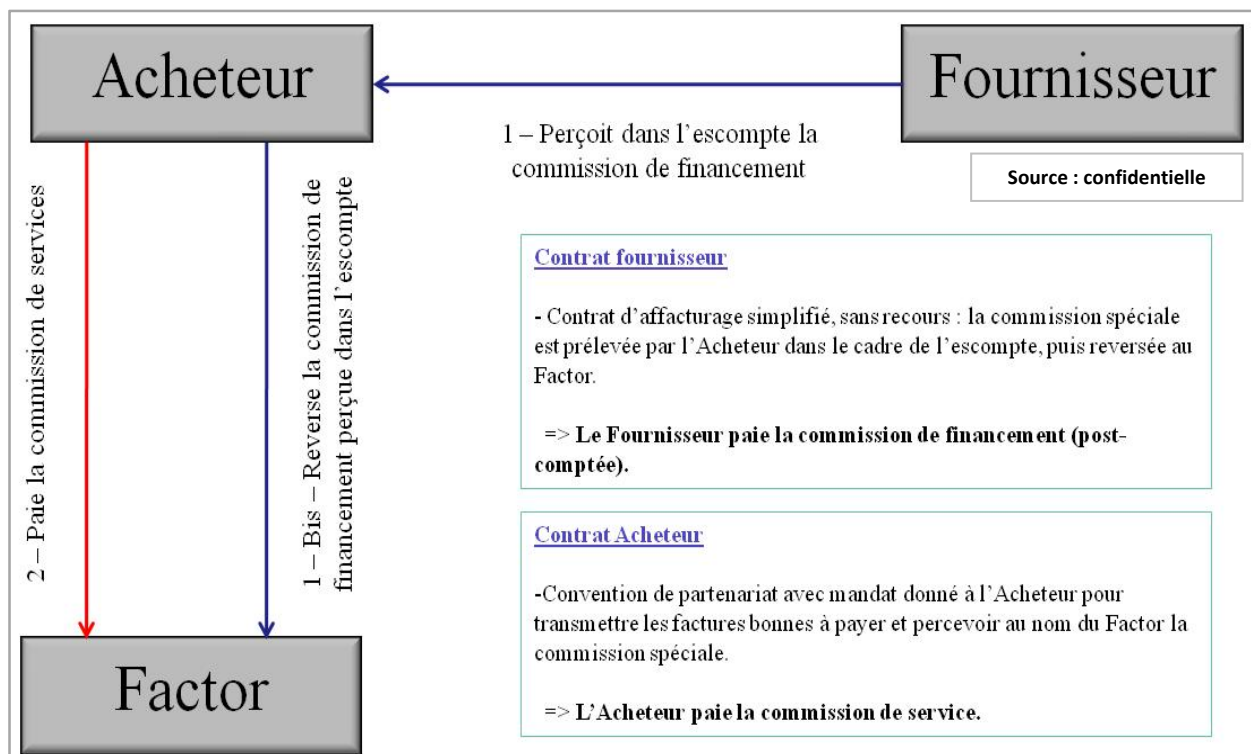 Acheteur
Fournisseur
1 – Perçoit dans l'escompte la
commission de financement
Source : confidentielle
2 – Paie la commission de services
1 – Bis – Reverse la commission de
financement perçue dans l'escompte
Contrat fournisseur
- Contrat d'affacturage simplifié, sans recours : la commission spéciale
est prélevée par l'Acheteur dans le cadre de l'escompte, puis reversée au
Factor.
=> Le Fournisseur paie la commission de financement (post-
comptée).
Contrat Acheteur
-Convention de partenariat avec mandat donné à l'Acheteur pour
transmettre les factures bonnes à payer et percevoir au nom du Factor la
commission spéciale.
=> L'Acheteur paie la commission de service.
Factor